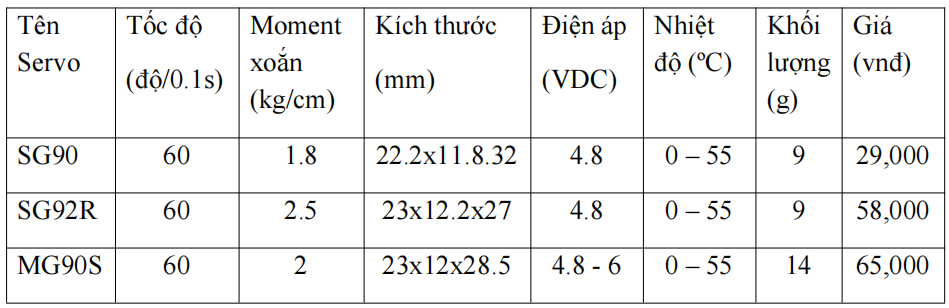 Tên Servo | Tốc độ (độ/0.1s) | Moment xoắn (kg/cm) | Kích thước (mm) | Điện áp (VDC) | Nhiệt độ (ºC) | Khối lượng (g) | Giá (vnđ)
SG90 | 60 | 1.8 | 22.2x11.8.32 | 4.8 | 0 – 55 | 9 | 29,000
SG92R | 60 | 2.5 | 23x12.2x27 | 4.8 | 0 – 55 | 9 | 58,000
MG90S | 60 | 2 | 23x12x28.5 | 4.8 - 6 | 0 – 55 | 14 | 65,000